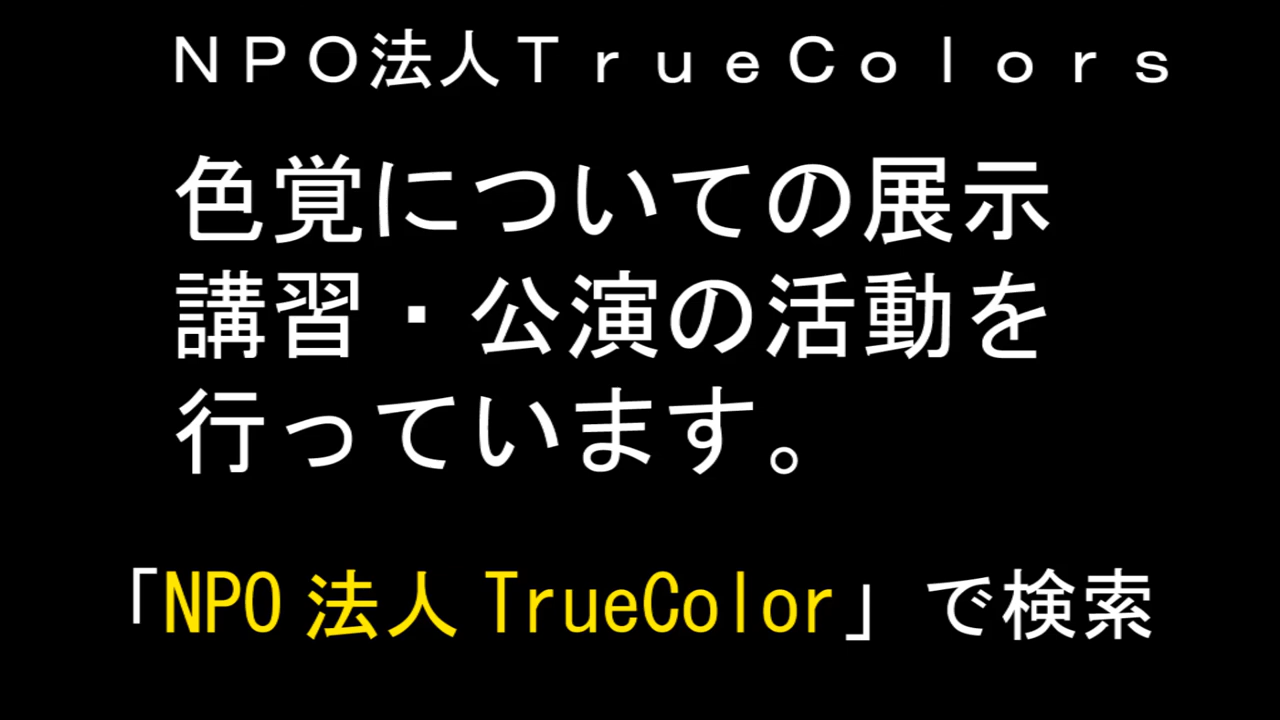 ＮＰＯ法人ＴｒｕｅＣｏｌｏｒｓ
色覚についての展示
講習・公演の活動を
行っています。
「NPO 法人 TrueColor」で検索